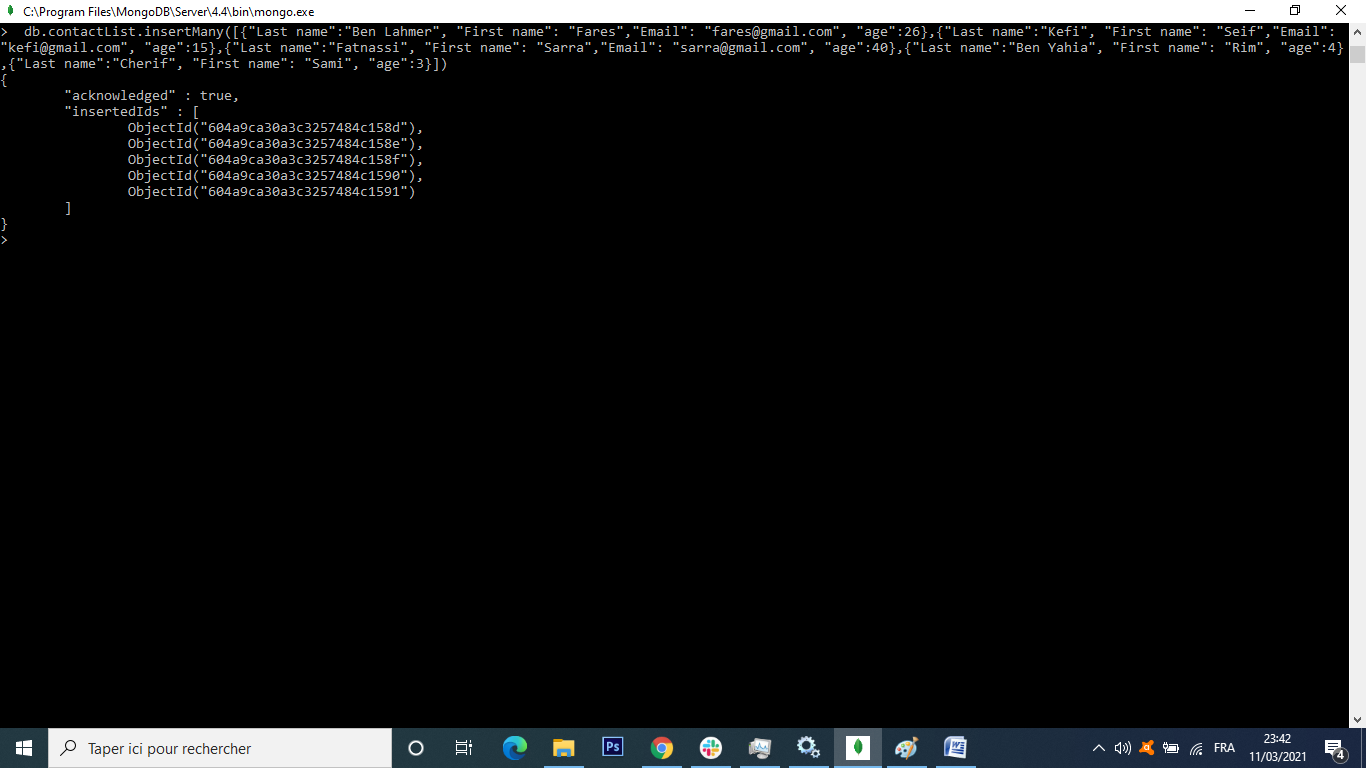 C:\Program Files\MongoDB\Server\4.4\bin\mongo.exe
>  db.contactList.insertMany([{"Last name":"Ben Lahmer", "First name": "Fares","Email": "fares@gmail.com", "age":26},{"Last name":"Kefi", "First name": "Seif","Email":
"kefi@gmail.com", "age":15},{"Last name":"Fatnassi", "First name": "Sarra","Email": "sarra@gmail.com", "age":40},{"Last name":"Ben Yahia", "First name": "Rim", "age":4}
,{"Last name":"Cherif", "First name": "Sami", "age":3}])
{
        "acknowledged" : true,
        "insertedIds" : [
                ObjectId("604a9ca30a3c3257484c158d"),
                ObjectId("604a9ca30a3c3257484c158e"),
                ObjectId("604a9ca30a3c3257484c158f"),
                ObjectId("604a9ca30a3c3257484c1590"),
                ObjectId("604a9ca30a3c3257484c1591")
        ]
}
>
Taper ici pour rechercher
Ps
W
FRA
23:42
11/03/2021
4